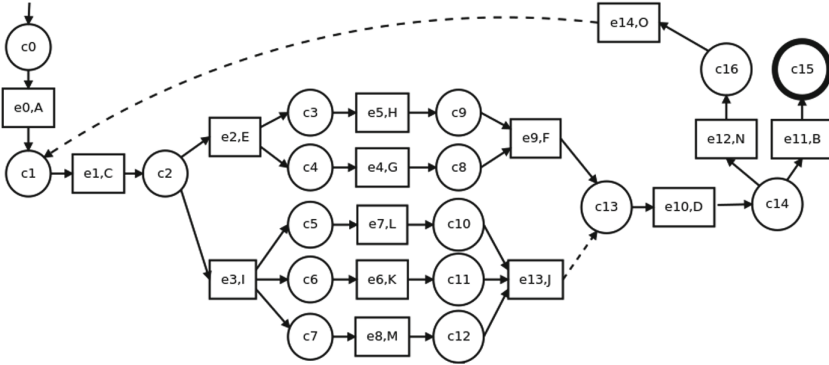 c0
e0,A
c1
e1,C
c2
e2,E
c3
e5,H
c9
c4
e4,G
c8
e9,F
e3,I
c5
e7,L
c10
c6
e6,K
c11
c7
e8,M
c12
e13,J
c13
e10,D
c14
e12,N
c16
e14,O
e11,B
c15